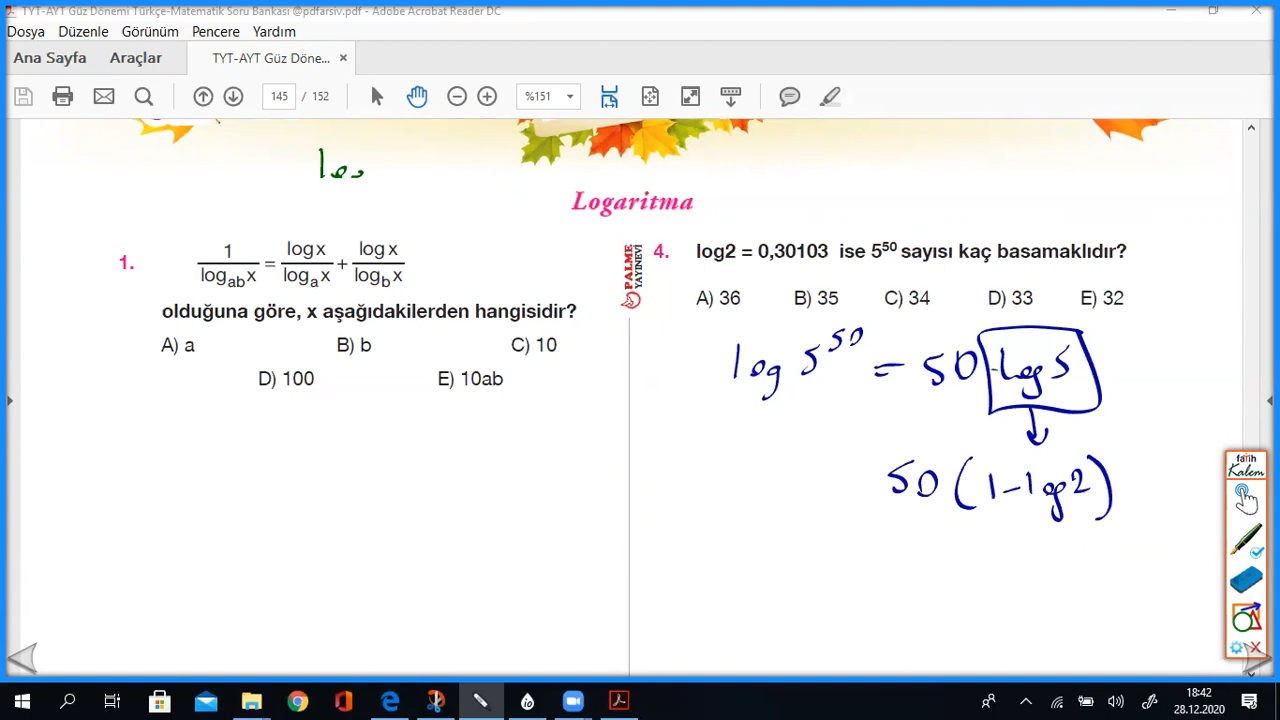 TYT-AYT Güz Dönemi Türkçe-Matematik Soru Bankası @pdfarsiv.pdf - Adobe Acrobat Reader DC
Dosya Düzenle Görünüm Pencere Yardım
Ana Sayfa Araçlar TYT-AYT Güz Döne... ×
145 / 152 %151
log
Logaritma
1. 1/log_ab x = log x/log_a x + log x/log_b x
olduğuna göre, x aşağıdakilerden hangisidir?
A) a B) b C) 10
D) 100 E) 10ab
PALME
YAYINEVİ
4. log2 = 0,30103 ise 5^50 sayısı kaç basamaklıdır?
A) 36 B) 35 C) 34 D) 33 E) 32
log 5^50 = 50 log 5
50 (1 - log 2)
fatih
Kalem
18:42
28.12.2020